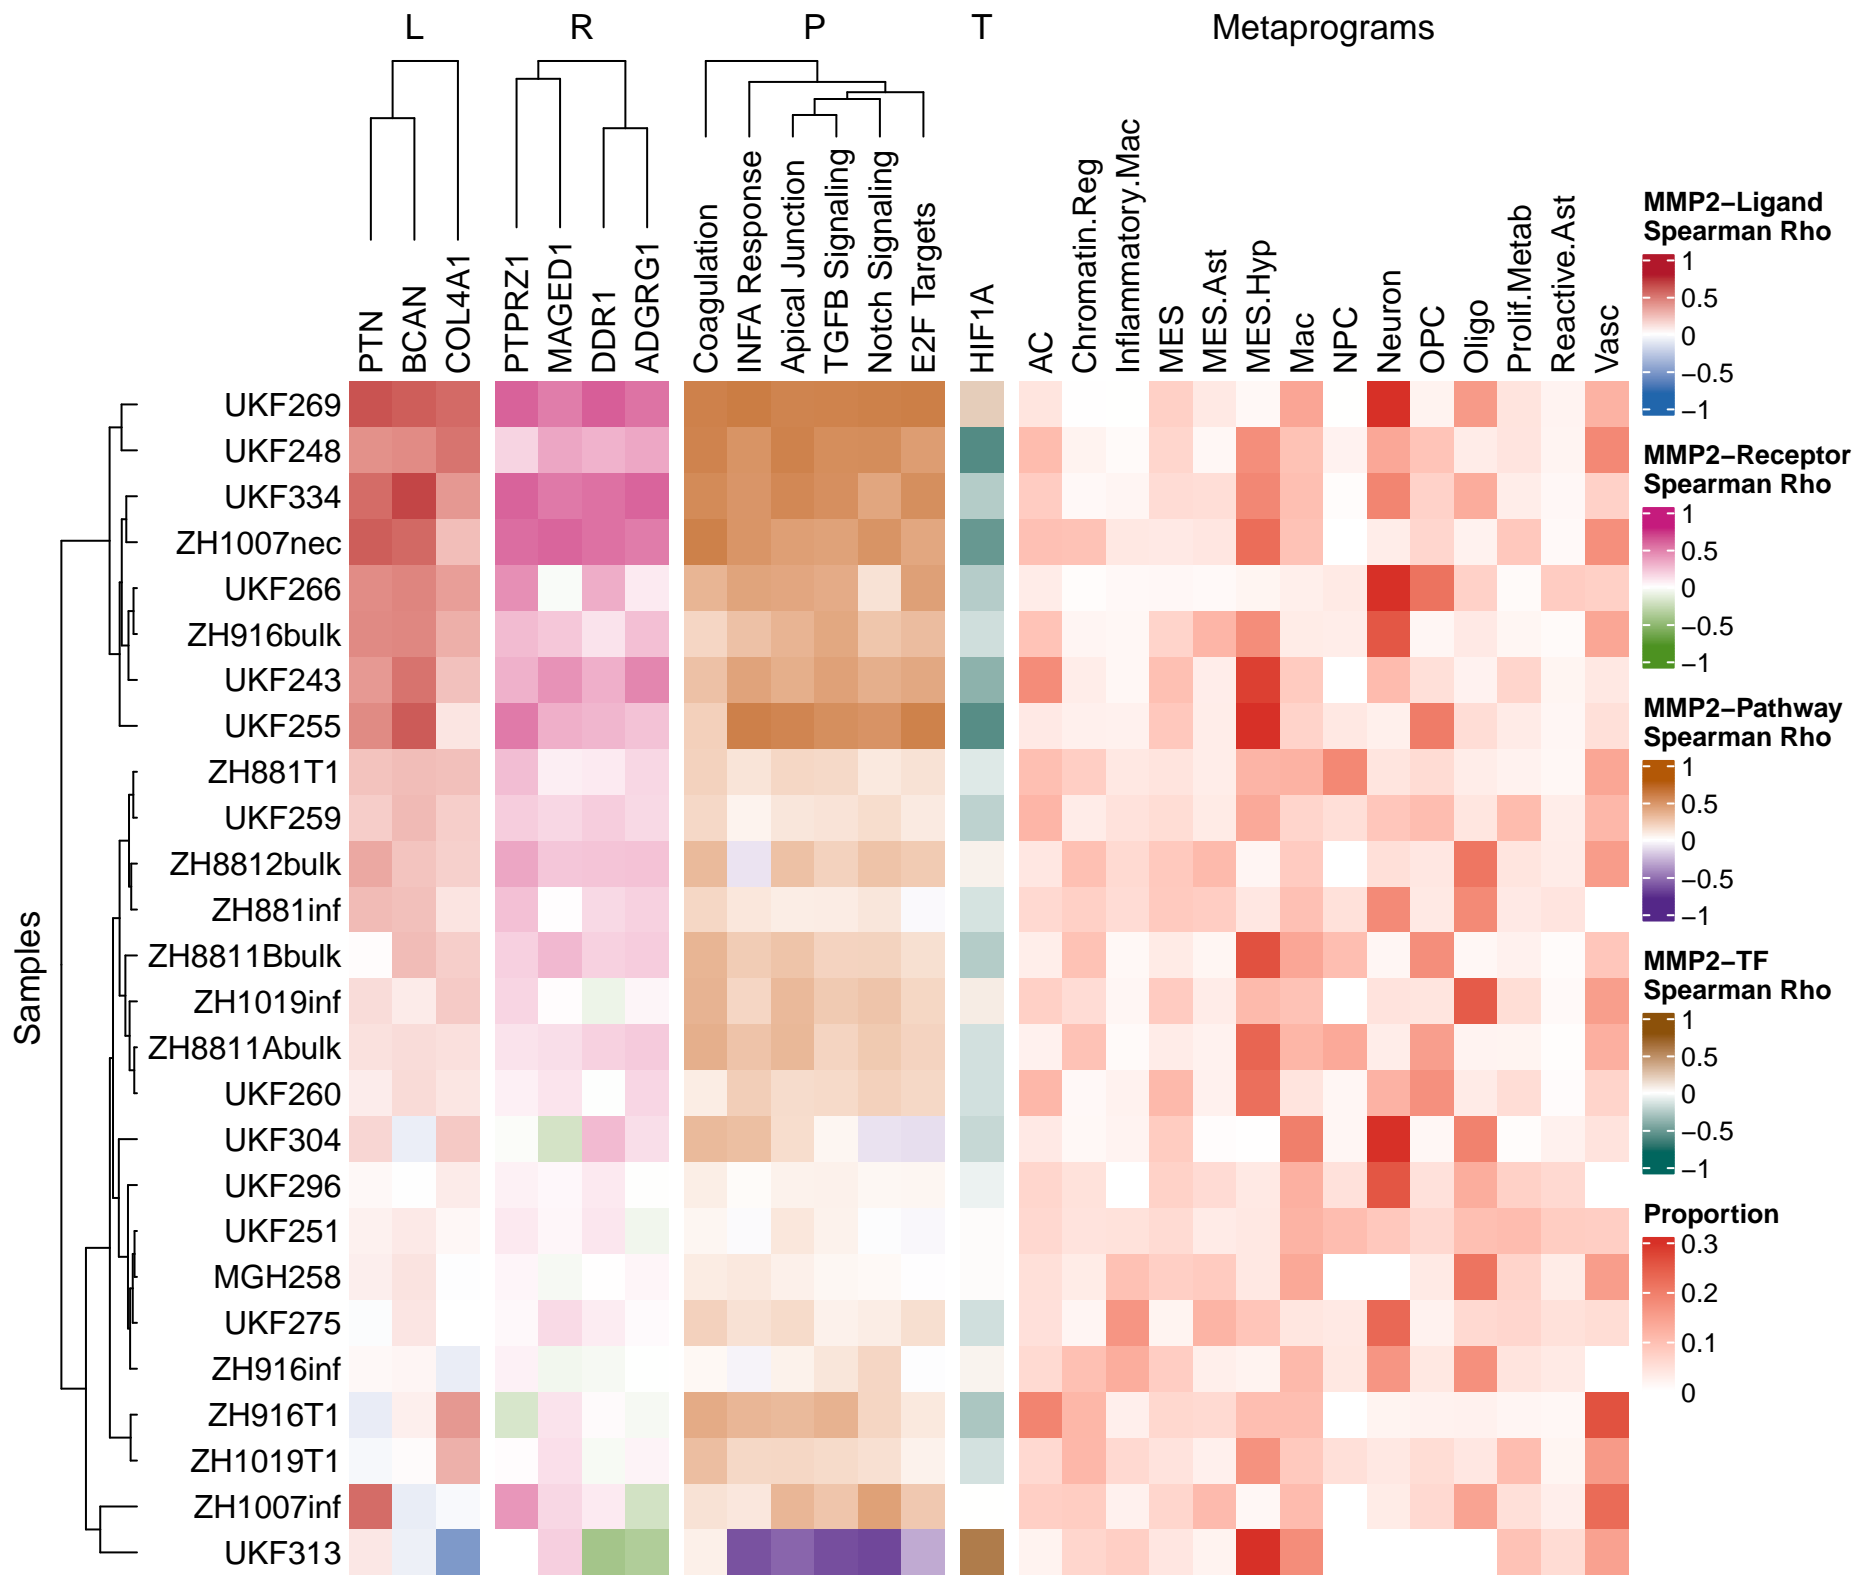 L R P T Metaprograms
PTN BCAN COL4A1 PTPRZ1 MAGED1 DDR1 ADGRG1 Coagulation INFA Response Apical Junction TGFB Signaling Notch Signaling E2F Targets HIF1A AC Chromatin.Reg Inflammatory.Mac MES MES.Ast MES.Hyp Mac NPC Neuron OPC Oligo Prolif.Metab Reactive.Ast Vasc
Samples
UKF269
UKF248
UKF334
ZH1007nec
UKF266
ZH916bulk
UKF243
UKF255
ZH881T1
UKF259
ZH8812bulk
ZH881inf
ZH8811Bbulk
ZH1019inf
ZH8811Abulk
UKF260
UKF304
UKF296
UKF251
MGH258
UKF275
ZH916inf
ZH916T1
ZH1019T1
ZH1007inf
UKF313
MMP2−Ligand
Spearman Rho
1
0.5
0
−0.5
−1
MMP2−Receptor
Spearman Rho
1
0.5
0
−0.5
−1
MMP2−Pathway
Spearman Rho
1
0.5
0
−0.5
−1
MMP2−TF
Spearman Rho
1
0.5
0
−0.5
−1
Proportion
0.3
0.2
0.1
0